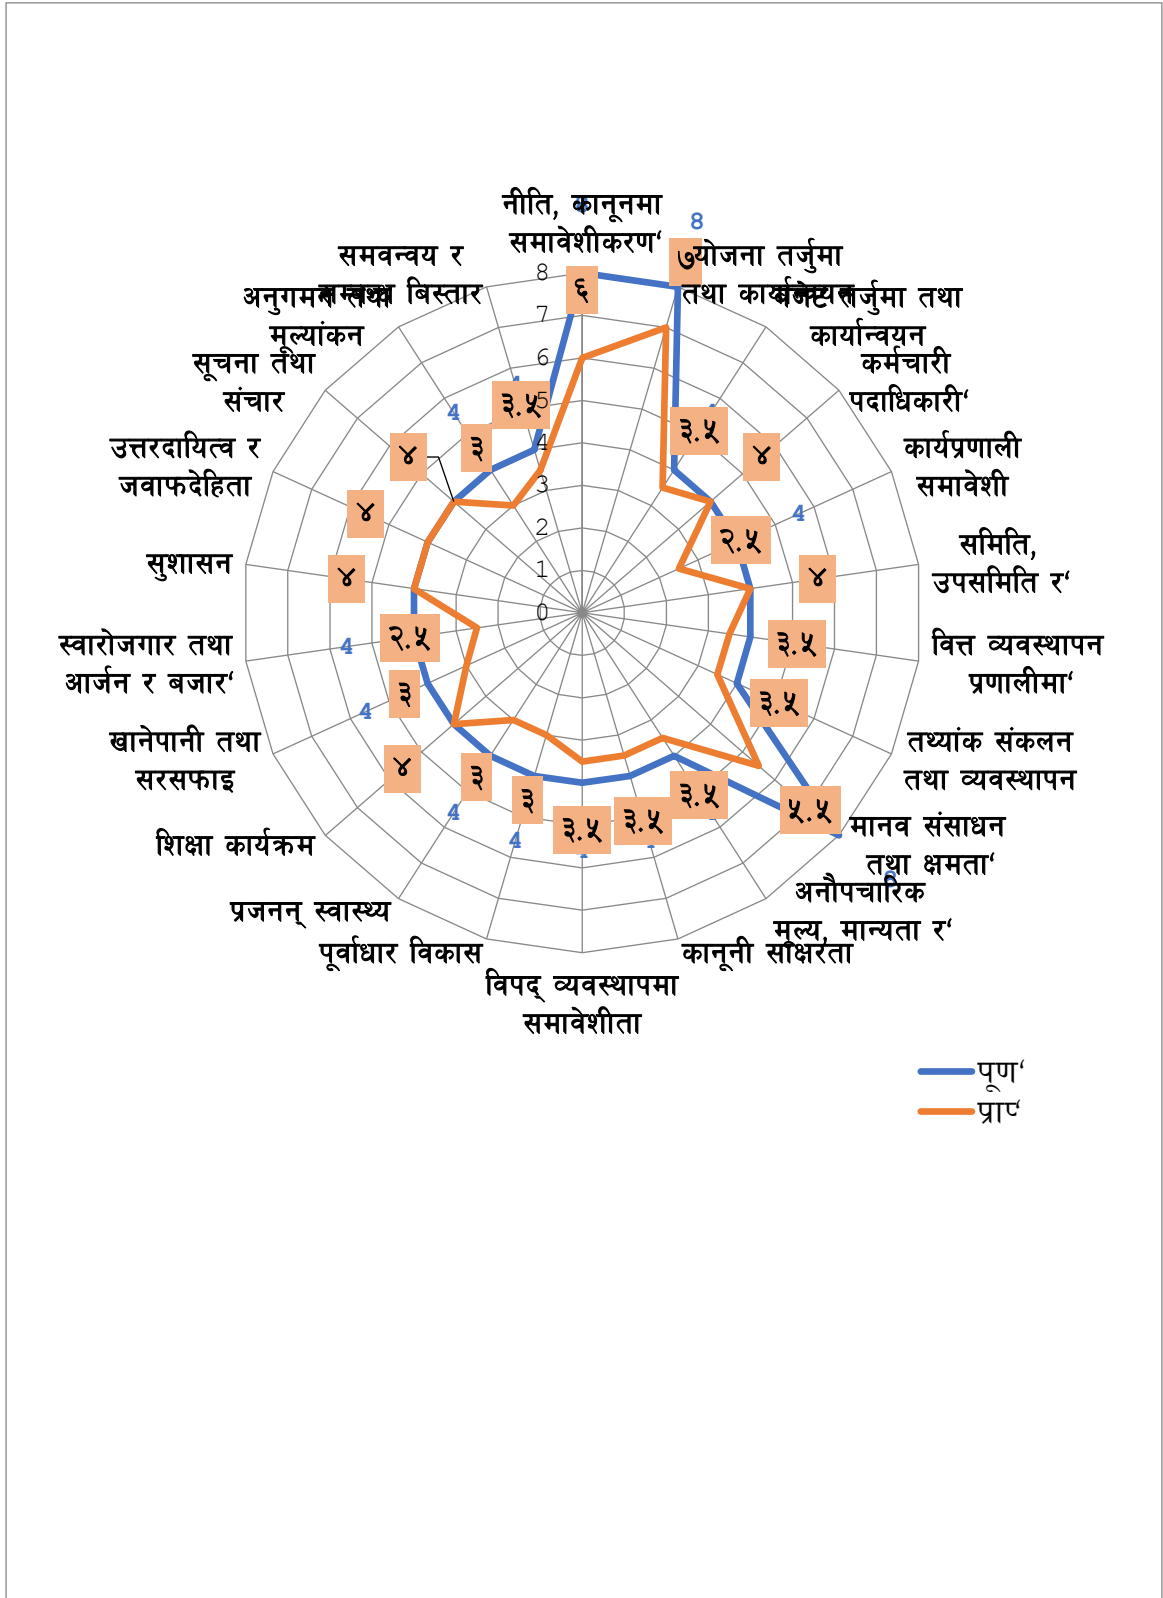 नीति, कानूनमा
समावेशीकरण‘
8
योजना तर्जुमा
तथा कार्यान्वयन
बजेट तर्जुमा तथा
कार्यान्वयन
कर्मचारी
पदाधिकारी‘
कार्यप्रणाली
समावेशी
समिति,
उपसमिति र‘
वित्त व्यवस्थापन
प्रणालीमा‘
तथ्यांक संकलन
तथा व्यवस्थापन
मानव संसाधन
तथा क्षमता‘
अनौपचारिक
मूल्य, मान्यता र‘
कानूनी साक्षरता
विपद् व्यवस्थापमा
समावेशीता
पूर्वाधार विकास
प्रजनन् स्वास्थ्य
शिक्षा कार्यक्रम
खानेपानी तथा
सरसफाइ
स्वारोजगार तथा
आर्जन र बजार‘
सुशासन
उत्तरदायित्व र
जवाफदेहिता
सूचना तथा
संचार
अनुगमन तथा
मूल्यांकन
समवन्वय र
सम्बन्ध बिस्तार
8
7
6
5
4
3
2
1
0
६
७
३.५
४
२.५
४
३.५
३.५
५.५
३.५
३.५
३.५
३
३
४
३
२.५
४
४
४
३
३.५
4
4
4
4
4
4
4
पूण‘
प्राप्‘